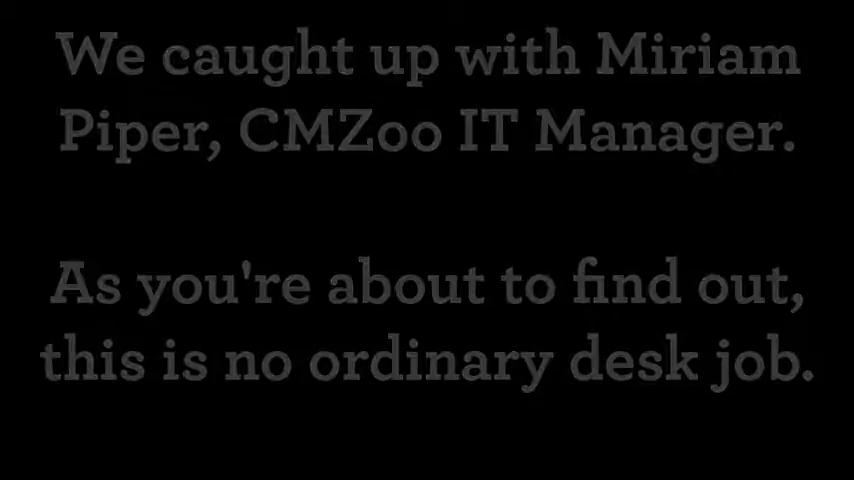 We caught up with Miriam
Piper, CMZoo IT Manager.
As you're about to find out,
this is no ordinary desk job.